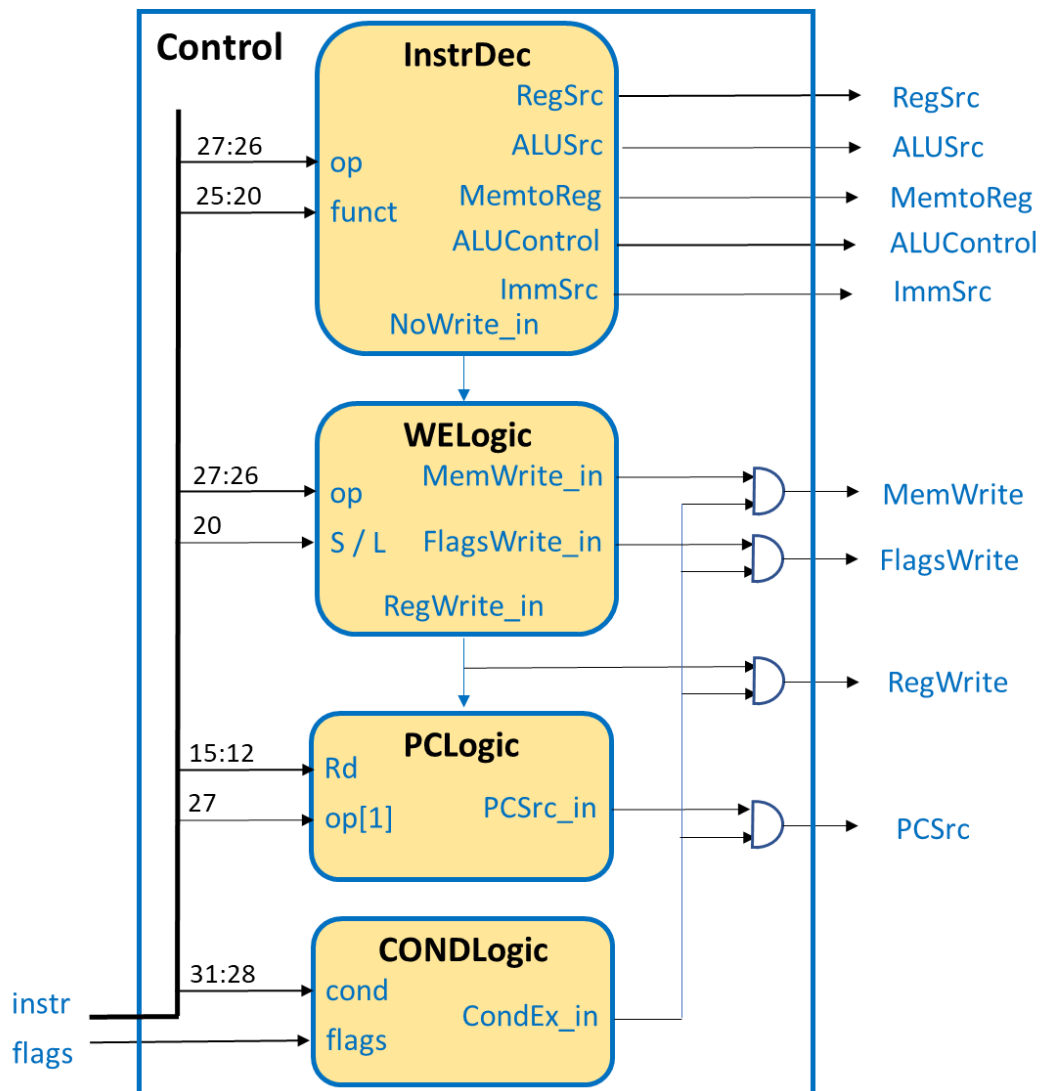 Control
InstrDec
RegSrc
RegSrc
27:26
op
ALUSrc
ALUSrc
25:20
funct
MemtoReg
MemtoReg
ALUControl
ALUControl
ImmSrc
ImmSrc
NoWrite_in
WELogic
27:26
op
MemWrite_in
MemWrite
20
S / L
FlagsWrite_in
FlagsWrite
RegWrite_in
RegWrite
PCLogic
15:12
Rd
27
op[1]
PCSrc_in
PCSrc
CONDLogic
31:28
cond
instr
CondEx_in
flags
flags